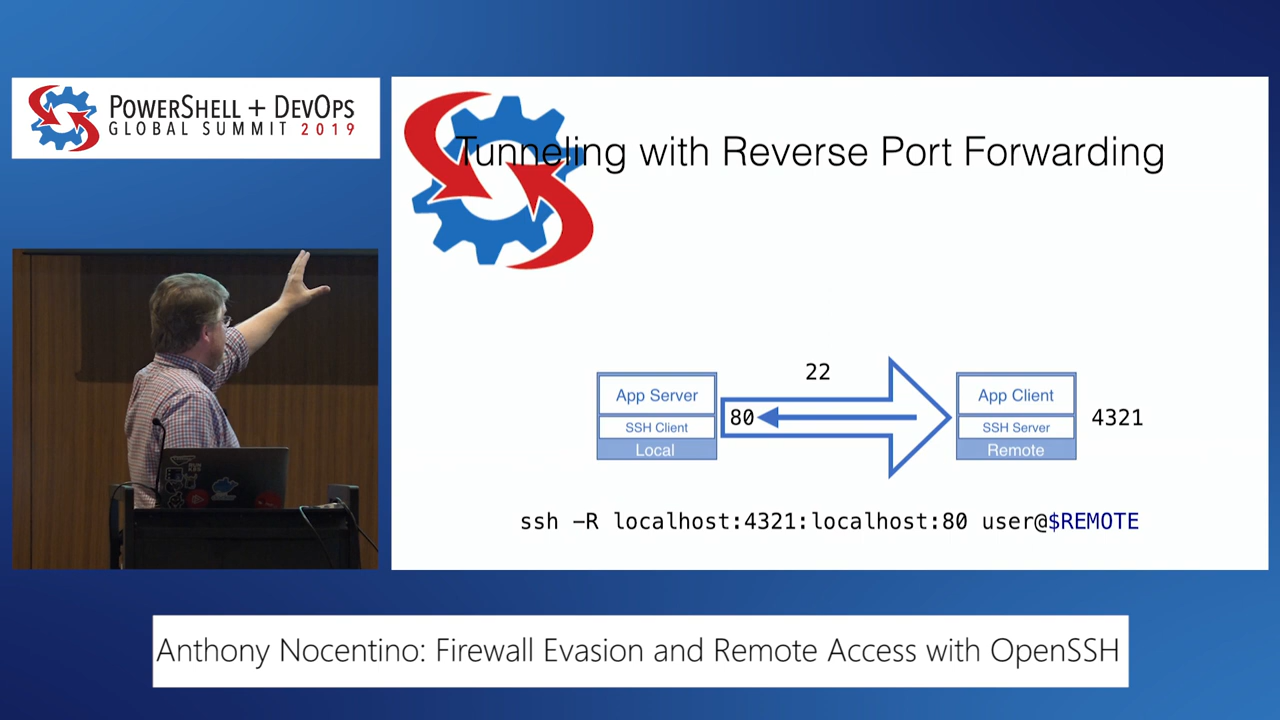 POWERSHELL + DEVOPS
GLOBAL SUMMIT 2019
Tunneling with Reverse Port Forwarding
22
App Server
SSH Client
Local
80
App Client
SSH Server
Remote
4321
ssh -R localhost:4321:localhost:80 user@$REMOTE
Anthony Nocentino: Firewall Evasion and Remote Access with OpenSSH